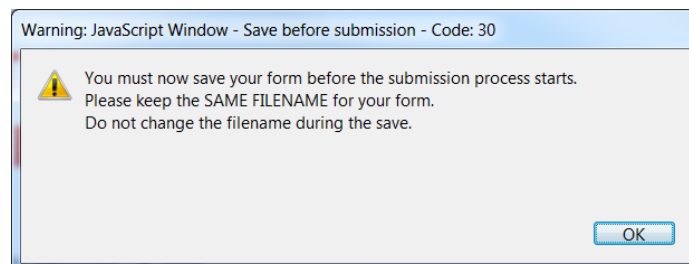 Warning: JavaScript Window - Save before submission - Code: 30
You must now save your form before the submission process starts.
Please keep the SAME FILENAME for your form.
Do not change the filename during the save.
OK